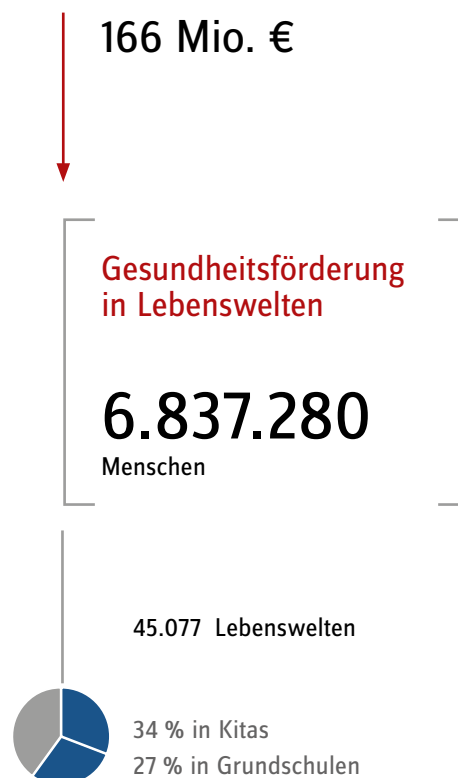 166 Mio. €
Gesundheitsförderung
in Lebenswelten
6.837.280
Menschen
45.077 Lebenswelten
34 % in Kitas
27 % in Grundschulen